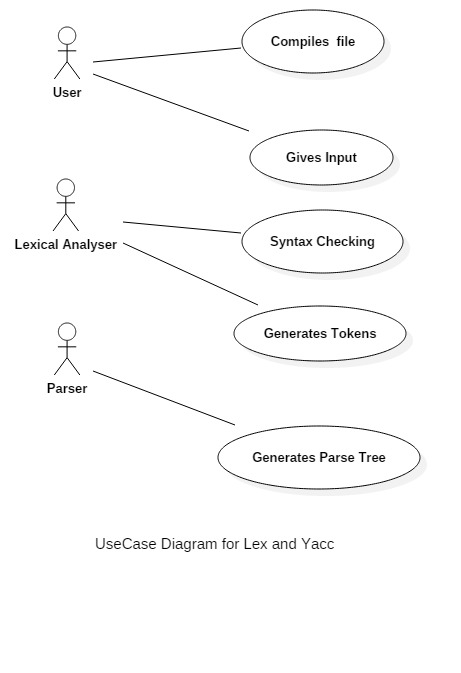 Compiles  file
User
Gives Input
Lexical Analyser
Syntax Checking
Generates Tokens
Parser
Generates Parse Tree
UseCase Diagram for Lex and Yacc